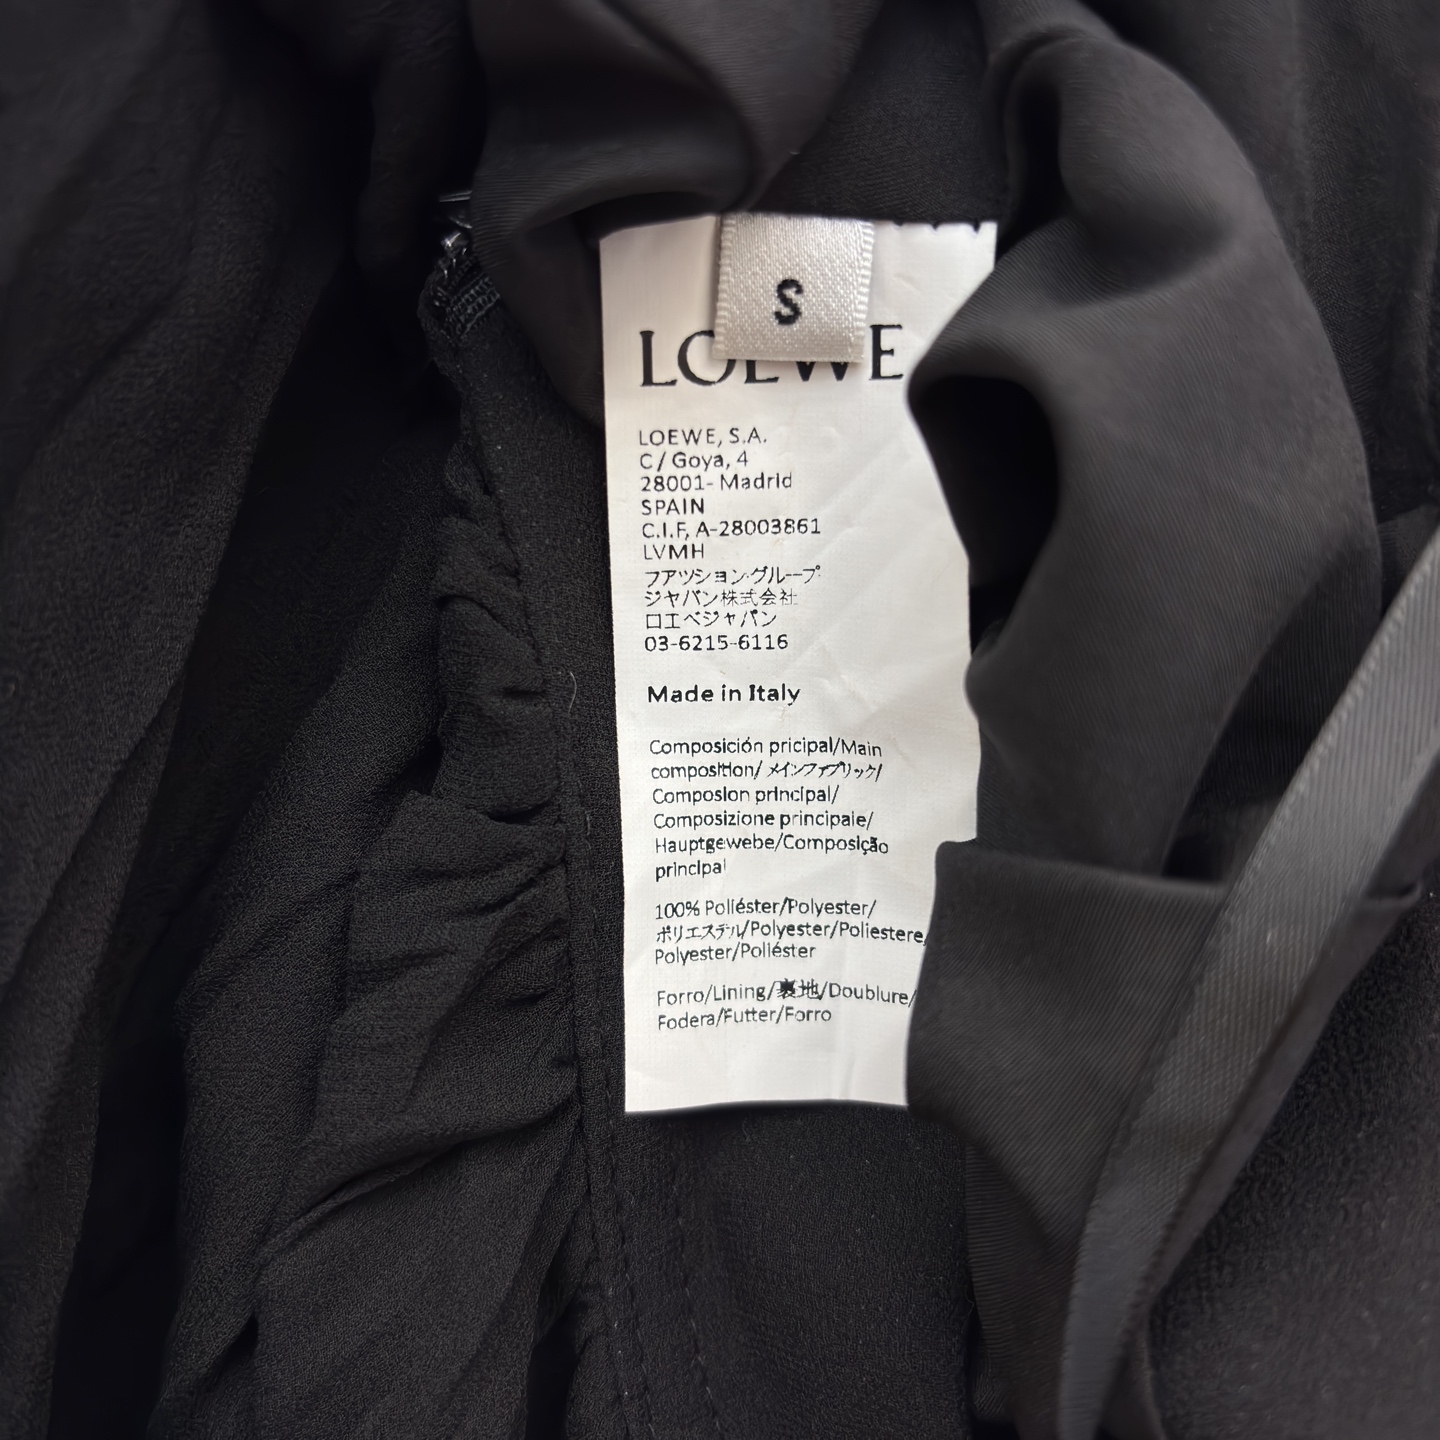 S
LOEWE
LOEWE, S.A.
C/ Goya, 4
28001- Madrid
SPAIN
C.I.F, A-28003861
LVMH
フアツション・グループ
ジヤパン株式会社
ロエベジャパン
03-6215-6116
Made in Italy
Composición pricipal/Main
composition/メインファブリック/
Composion principal/
Composizione principale/
Hauptgewebe/Composição
principal
100% Poliéster/Polyester/
ポリエステル/Polyester/Poliestere/
Polyester/Poliéster
Forro/Lining/裏地/Doublure/
Fodera/Futter/Forro